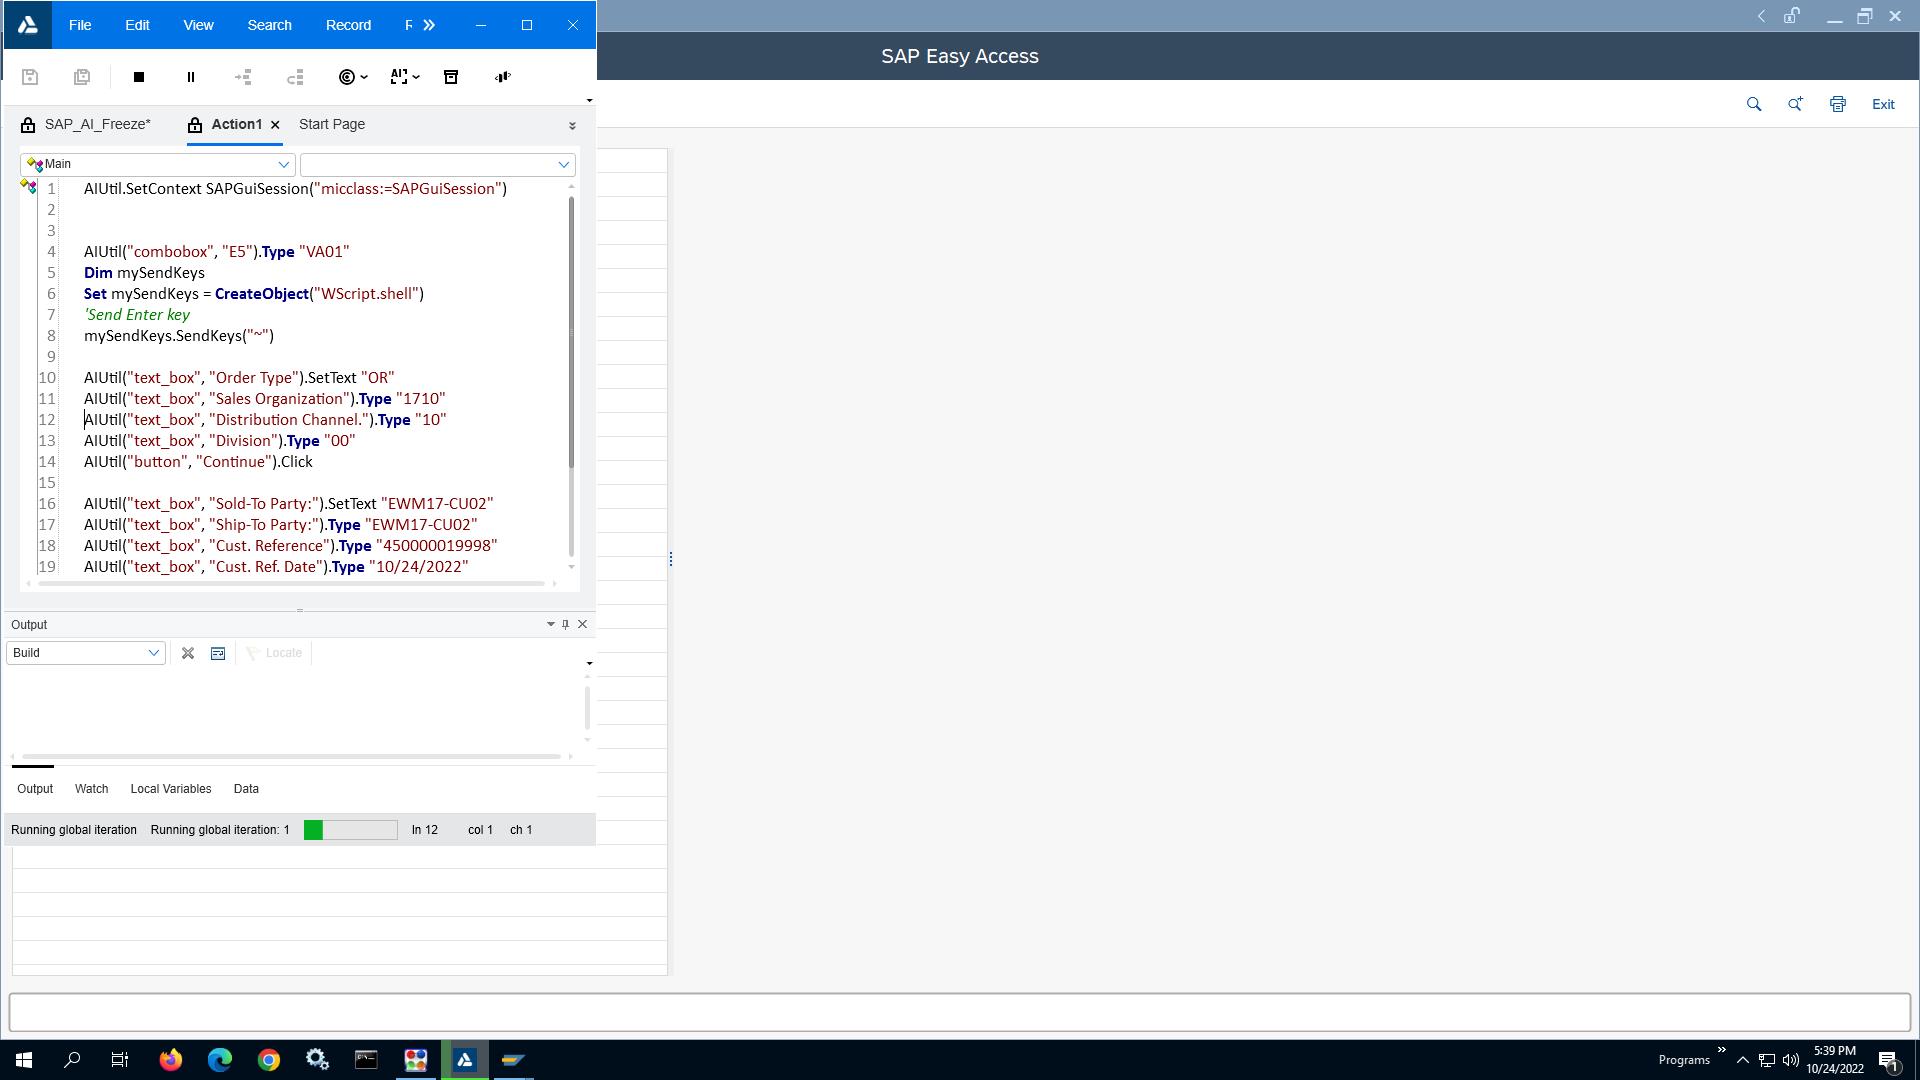 File Edit View Search Record
SAP Easy Access
Exit
SAP_AI_Freeze* Action1 Start Page
Main
1 AIUtil.SetContext SAPGuiSession("micclass:=SAPGuiSession")
2
3
4 AIUtil("combobox", "E5").Type "VA01"
5 Dim mySendKeys
6 Set mySendKeys = CreateObject("WScript.shell")
7 'Send Enter key
8 mySendKeys.SendKeys("~")
9
10 AIUtil("text_box", "Order Type").SetText "OR"
11 AIUtil("text_box", "Sales Organization").Type "1710"
12 AIUtil("text_box", "Distribution Channel.").Type "10"
13 AIUtil("text_box", "Division").Type "00"
14 AIUtil("button", "Continue").Click
15
16 AIUtil("text_box", "Sold-To Party:").SetText "EWM17-CU02"
17 AIUtil("text_box", "Ship-To Party:").Type "EWM17-CU02"
18 AIUtil("text_box", "Cust. Reference").Type "450000019998"
19 AIUtil("text_box", "Cust. Ref. Date").Type "10/24/2022"
Output
Build Locate
Output Watch Local Variables Data
Running global iteration Running global iteration: 1 ln 12 col 1 ch 1
Programs
5:39 PM
10/24/2022
1